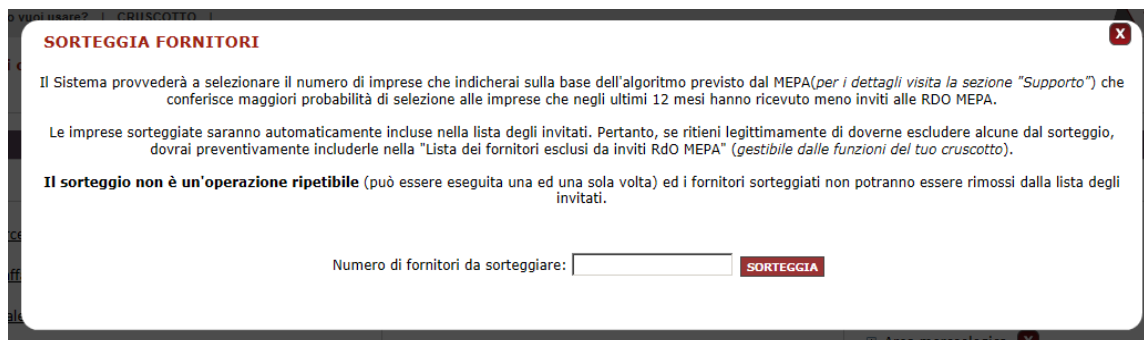 o vuoi usare? | CRUSCOTTO |
SORTEGGIA FORNITORI
X
Il Sistema provvederà a selezionare il numero di imprese che indicherai sulla base dell'algoritmo previsto dal MEPA(per i dettagli visita la sezione "Supporto") che
conferisce maggiori probabilità di selezione alle imprese che negli ultimi 12 mesi hanno ricevuto meno inviti alle RDO MEPA.
Le imprese sorteggiate saranno automaticamente incluse nella lista degli invitati. Pertanto, se ritieni legittimamente di doverne escludere alcune dal sorteggio,
dovrai preventivamente includerle nella "Lista dei fornitori esclusi da inviti RdO MEPA" (gestibile dalle funzioni del tuo cruscotto).
Il sorteggio non è un'operazione ripetibile (può essere eseguita una ed una sola volta) ed i fornitori sorteggiati non potranno essere rimossi dalla lista degli
invitati.
Numero di fornitori da sorteggiare:
SORTEGGIA